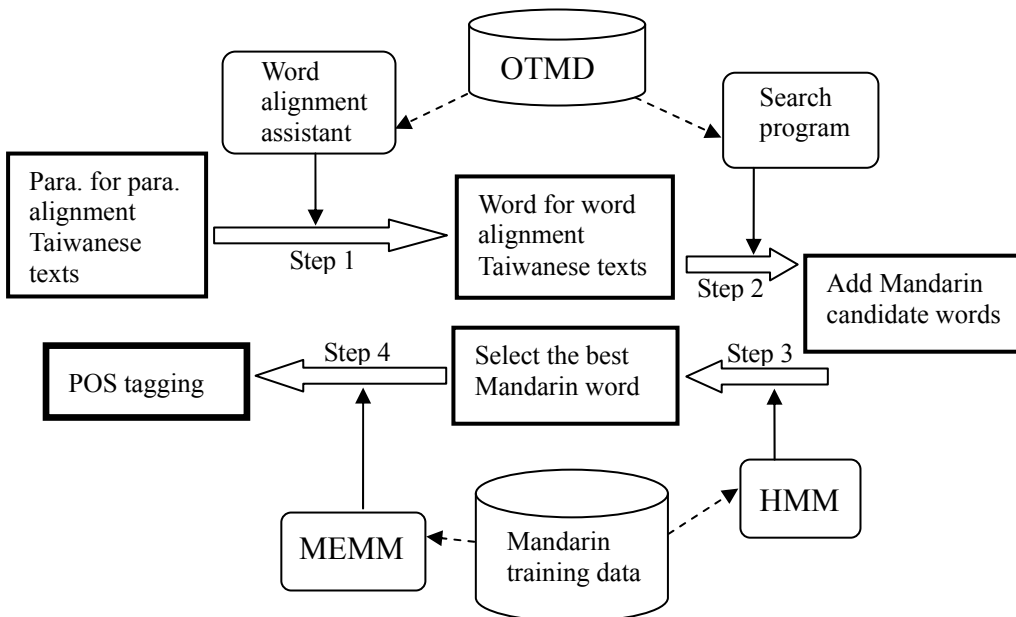 OTMD
Word
alignment
assistant
Search
program
Para. for para.
alignment
Taiwanese
texts
Step 1
Word for word
alignment
Taiwanese texts
Step 2
Add Mandarin
candidate words
Step 3
Select the best
Mandarin word
Step 4
POS tagging
HMM
MEMM
Mandarin
training data